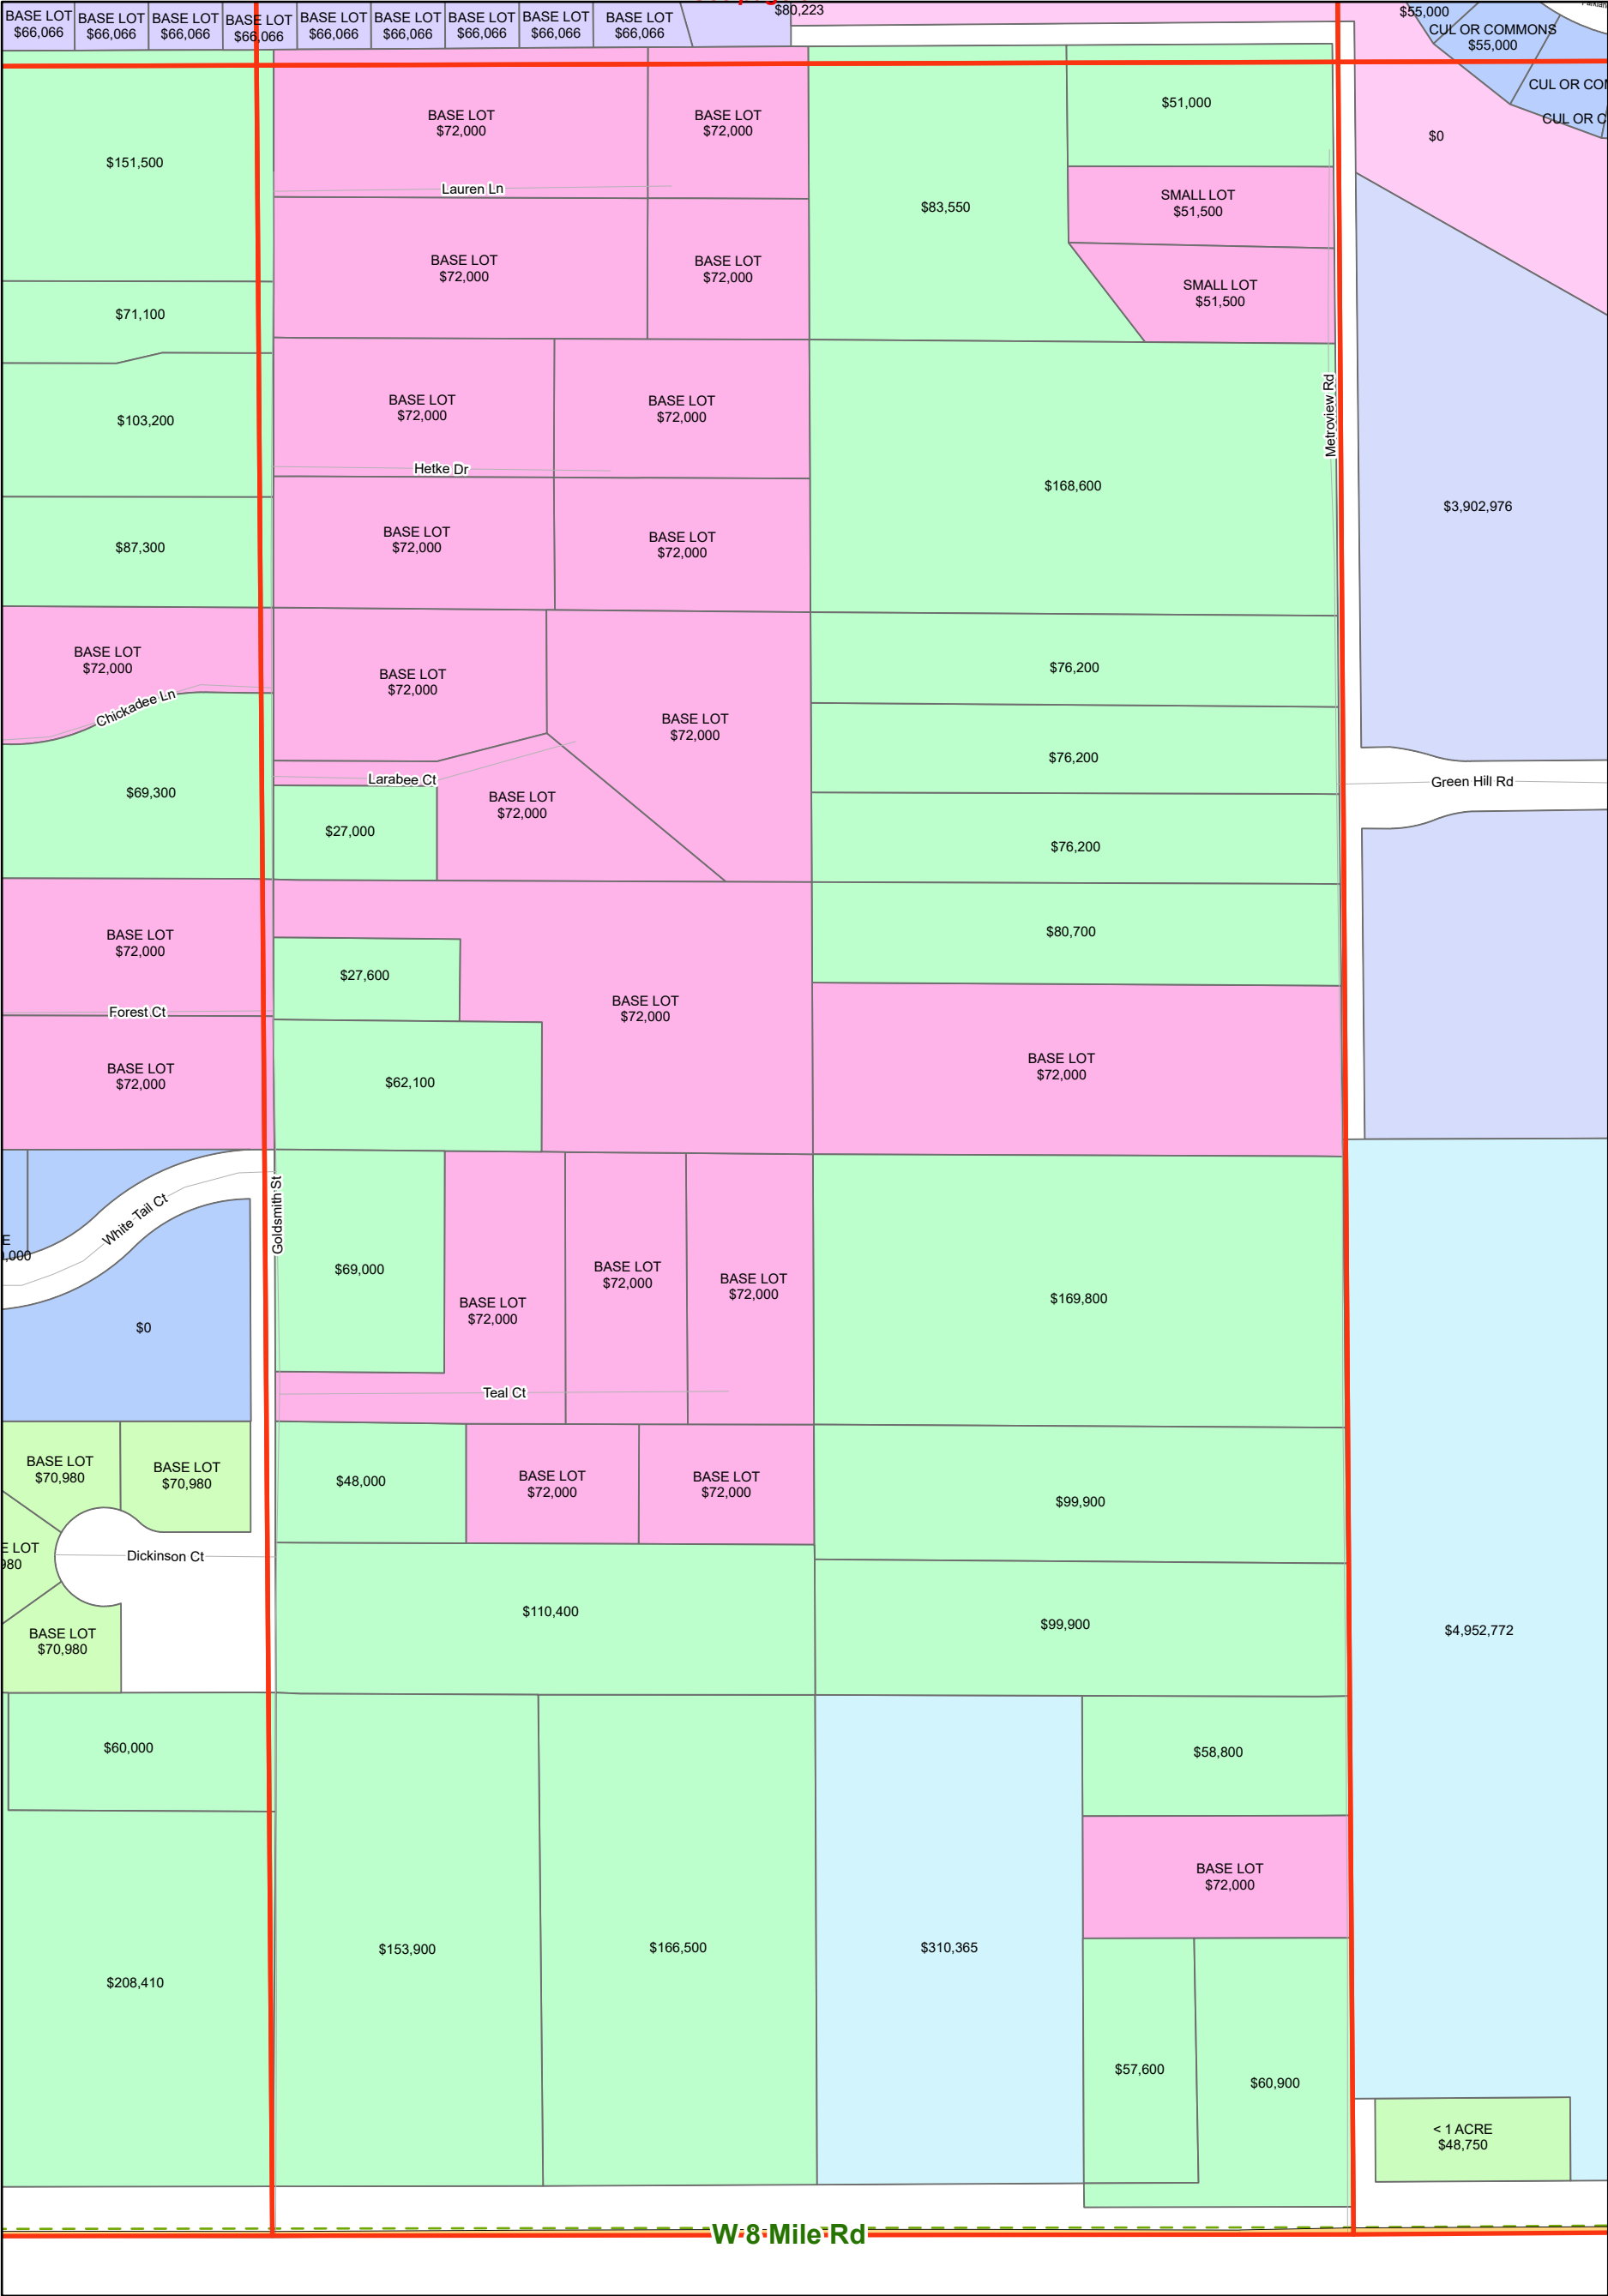 BASE LOT
$66,066
BASE LOT
$66,066
BASE LOT
$66,066
BASE LOT
$66,066
BASE LOT
$66,066
BASE LOT
$66,066
BASE LOT
$66,066
BASE LOT
$66,066
BASE LOT
$66,066
$80,223
$55,000
CUL OR COMMONS
$55,000
CUL OR COM
CUL OR C
$0
$151,500
BASE LOT
$72,000
BASE LOT
$72,000
$51,000
Lauren Ln
$83,550
SMALL LOT
$51,500
BASE LOT
$72,000
BASE LOT
$72,000
SMALL LOT
$51,500
$71,100
$103,200
BASE LOT
$72,000
BASE LOT
$72,000
Metroview Rd
Hetke Dr
$168,600
$3,902,976
$87,300
BASE LOT
$72,000
BASE LOT
$72,000
BASE LOT
$72,000
BASE LOT
$72,000
$76,200
Chickadee Ln
BASE LOT
$72,000
$76,200
Larabee Ct
Green Hill Rd
$69,300
BASE LOT
$72,000
$27,000
$76,200
BASE LOT
$72,000
$80,700
$27,600
BASE LOT
$72,000
Forest Ct
BASE LOT
$72,000
$62,100
BASE LOT
$72,000
White Tail Ct
Goldsmith St
E
,000
$69,000
BASE LOT
$72,000
BASE LOT
$72,000
BASE LOT
$72,000
$169,800
$0
Teal Ct
BASE LOT
$70,980
BASE LOT
$70,980
$48,000
BASE LOT
$72,000
BASE LOT
$72,000
$99,900
E LOT
980
Dickinson Ct
$110,400
$99,900
BASE LOT
$70,980
$4,952,772
$60,000
$58,800
BASE LOT
$72,000
$208,410
$153,900
$166,500
$310,365
$57,600
$60,900
< 1 ACRE
$48,750
W 8 Mile Rd